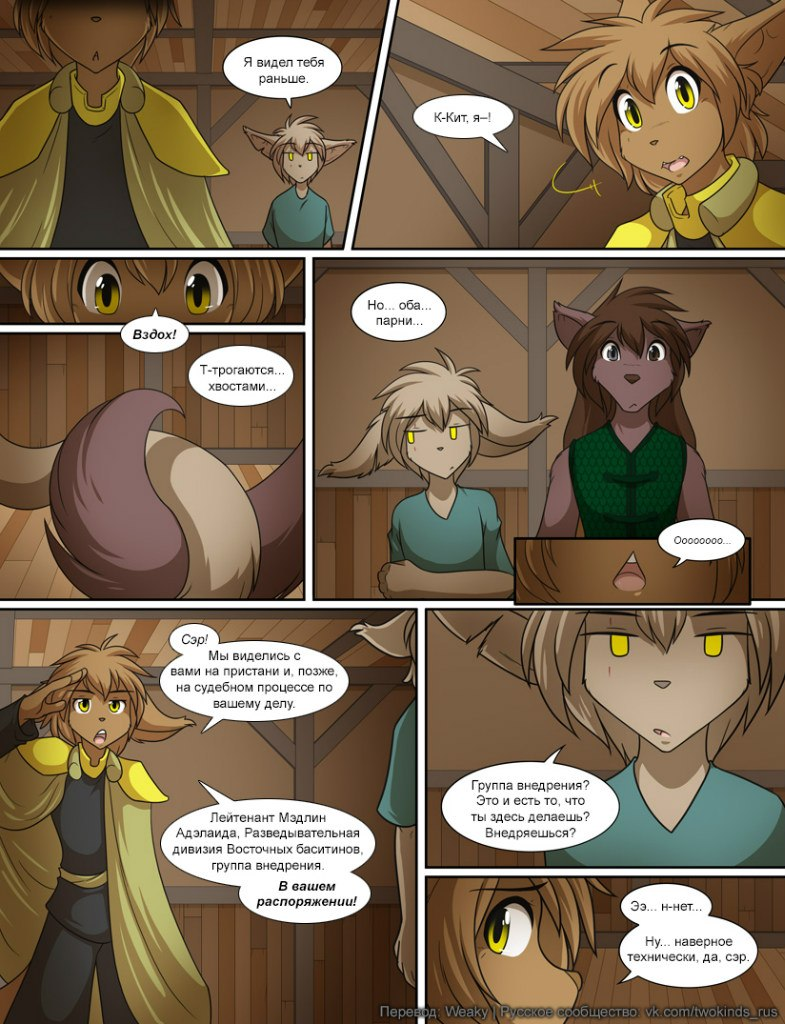 Я видел тебя
раньше.
К-Кит, я–!
Вздох!
Т-трогаются...
хвостами...
Но... оба...
парни...
Оооооооо...
Сэр!
Мы виделись с
вами на пристани и, позже,
на судебном процессе по
вашему делу.
Лейтенант Мэдлин
Адэлаида, Разведывательная
дивизия Восточных баситинов,
группа внедрения.
В вашем
распоряжении!
Группа внедрения?
Это и есть то, что
ты здесь делаешь?
Внедряешься?
Ээ... н-нет...
Ну... наверное
технически, да, сэр.
Перевод: Weaky | Русское сообщество: vk.com/twokinds_rus